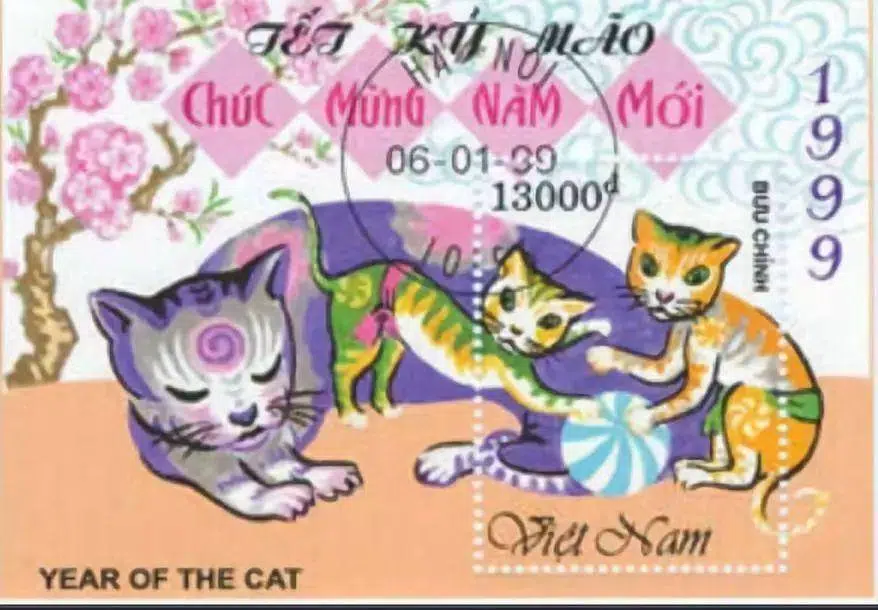 TẾT KỶ MÃO
CHÚC MỪNG NĂM MỚI
1999
HÀ NỘI
06-01-99
13000đ
BƯU CHÍNH
Việt Nam
YEAR OF THE CAT